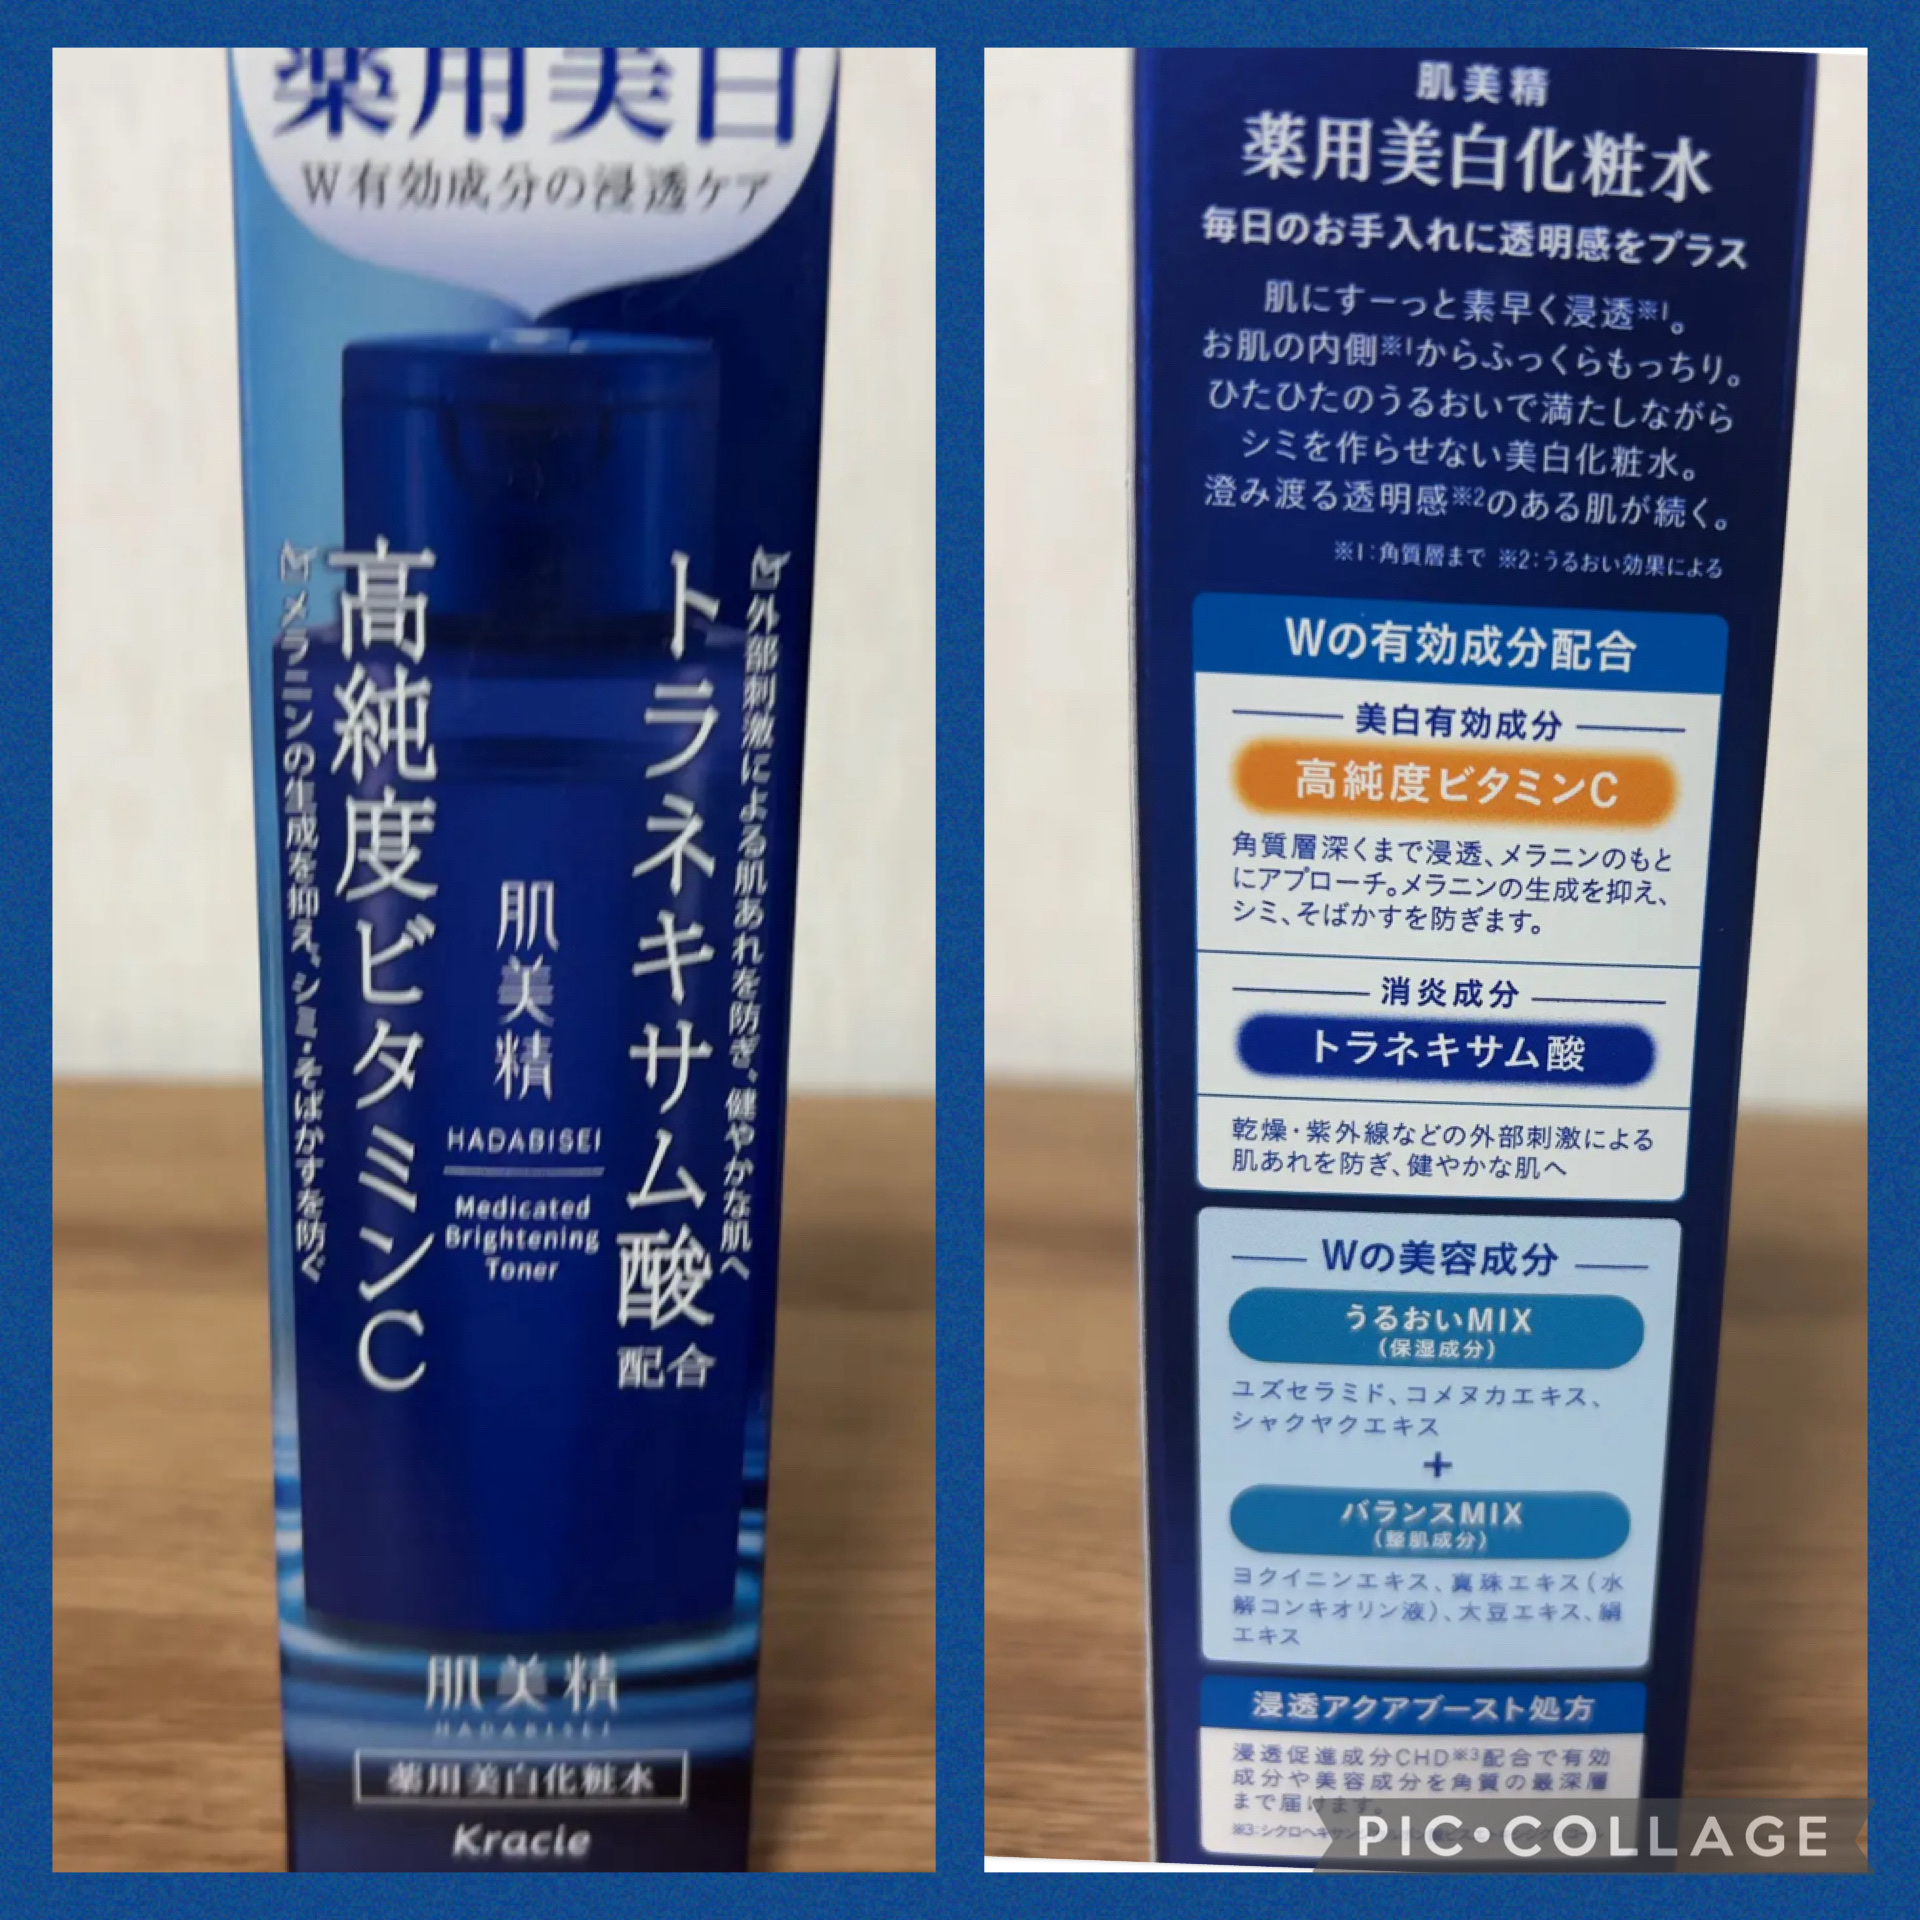 薬用美白
W有効成分の浸透ケア
トラネキサム酸配合
外部刺激による肌あれを防ぎ、健やかな肌へ
高純度ビタミンC
メラニンの生成を抑え、シミ・そばかすを防ぐ
肌美精
HADABISEI
Medicated
Brightening
Toner
肌美精
HADABISEI
薬用美白化粧水
Kracie
肌美精
薬用美白化粧水
毎日のお手入れに透明感をプラス
肌にすーっと素早く浸透※1。
お肌の内側※1からふっくらもっちり。
ひたひたのうるおいで満たしながら
シミを作らせない美白化粧水。
澄み渡る透明感※2のある肌が続く。
※1:角質層まで ※2:うるおい効果による
Wの有効成分配合
美白有効成分
高純度ビタミンC
角質層深くまで浸透、メラニンのもと
にアプローチ。メラニンの生成を抑え、
シミ、そばかすを防ぎます。
消炎成分
トラネキサム酸
乾燥・紫外線などの外部刺激による
肌あれを防ぎ、健やかな肌へ
Wの美容成分
うるおいMIX
(保湿成分)
ユズセラミド、コメヌカエキス、
シャクヤクエキス
+
バランスMIX
(整肌成分)
ヨクイニンエキス、真珠エキス(水
解コンキオリン液)、大豆エキス、絹
エキス
浸透アクアブースト処方
浸透促進成分CHD※3配合で有効
成分や美容成分を角質の最深層
まで届けます。
※3:シクロヘキサン
PIC•COLLAGE